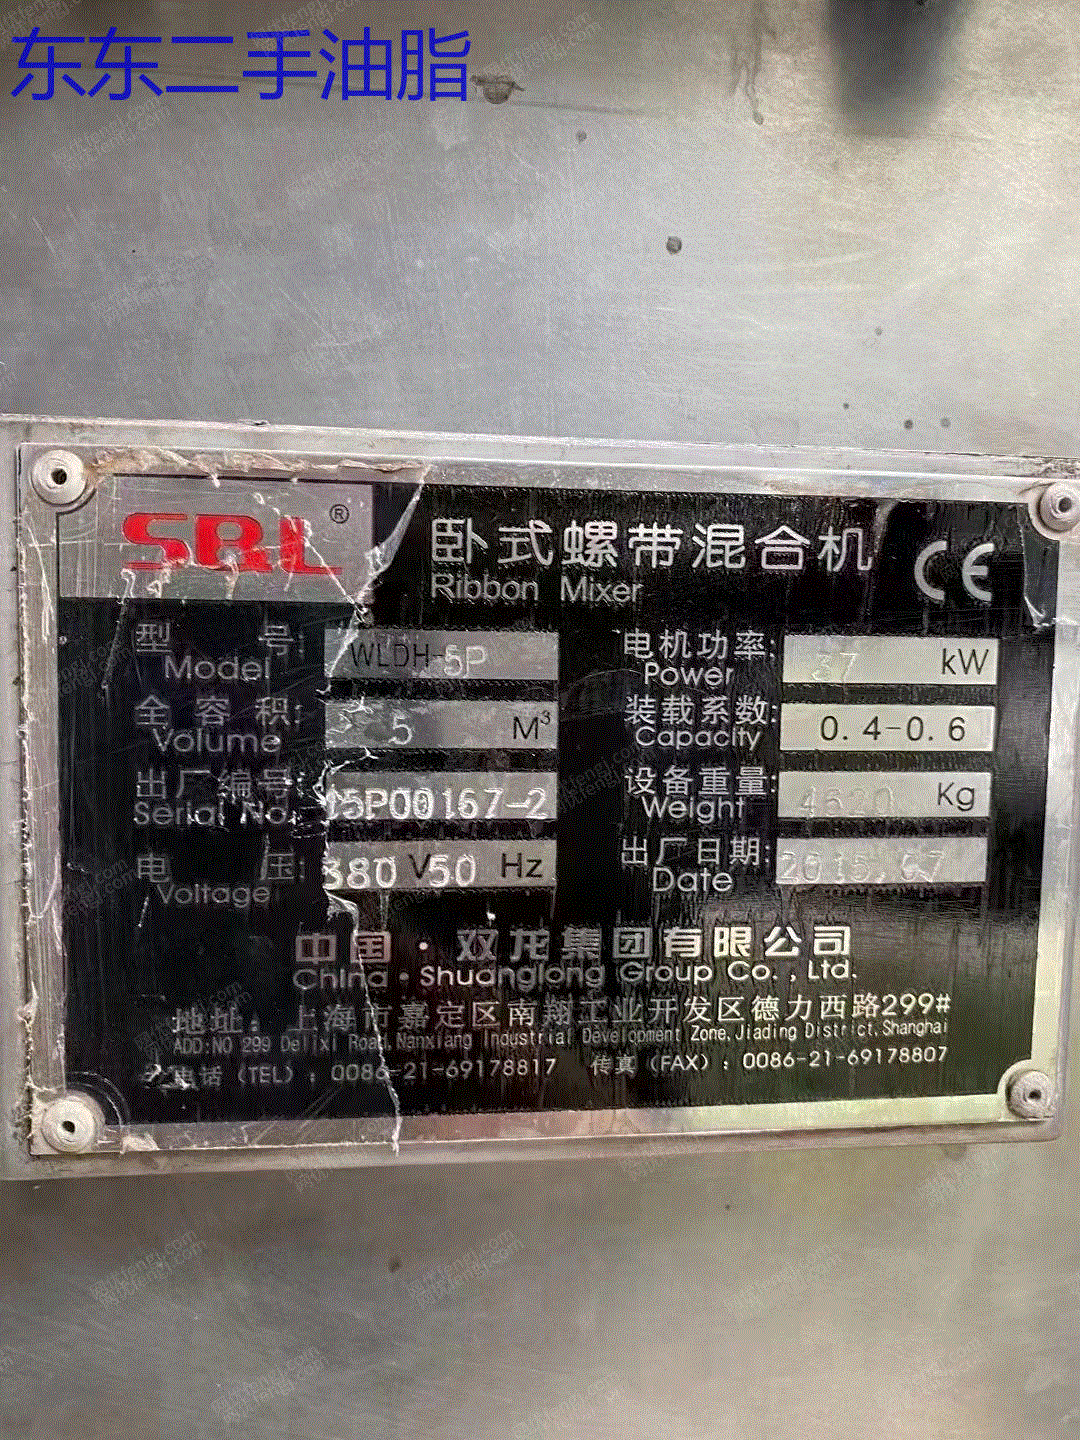 东东二手油脂
SBL®
卧式螺带混合机 CE
Ribbon Mixer
型号: WLDH-5P 电机功率: 37 kW
Model Power
全容积: 5 M³ 装载系数: 0.4-0.6
Volume Capacity
出厂编号: 15P00167-2 设备重量: 4520 Kg
Serial No. Weight
电压: 380 V50 Hz 出厂日期: 2015.07
Voltage Date
中国·双龙集团有限公司
China·Shuanglong Group Co.,Ltd.
地址: 上海市嘉定区南翔工业开发区德力西路299#
ADD:NO 299 Delixi Road,Nanxiang Industrial Development Zone,Jiading District,Shanghai
电话 (TEL): 0086-21-69178817 传真 (FAX): 0086-21-69178807